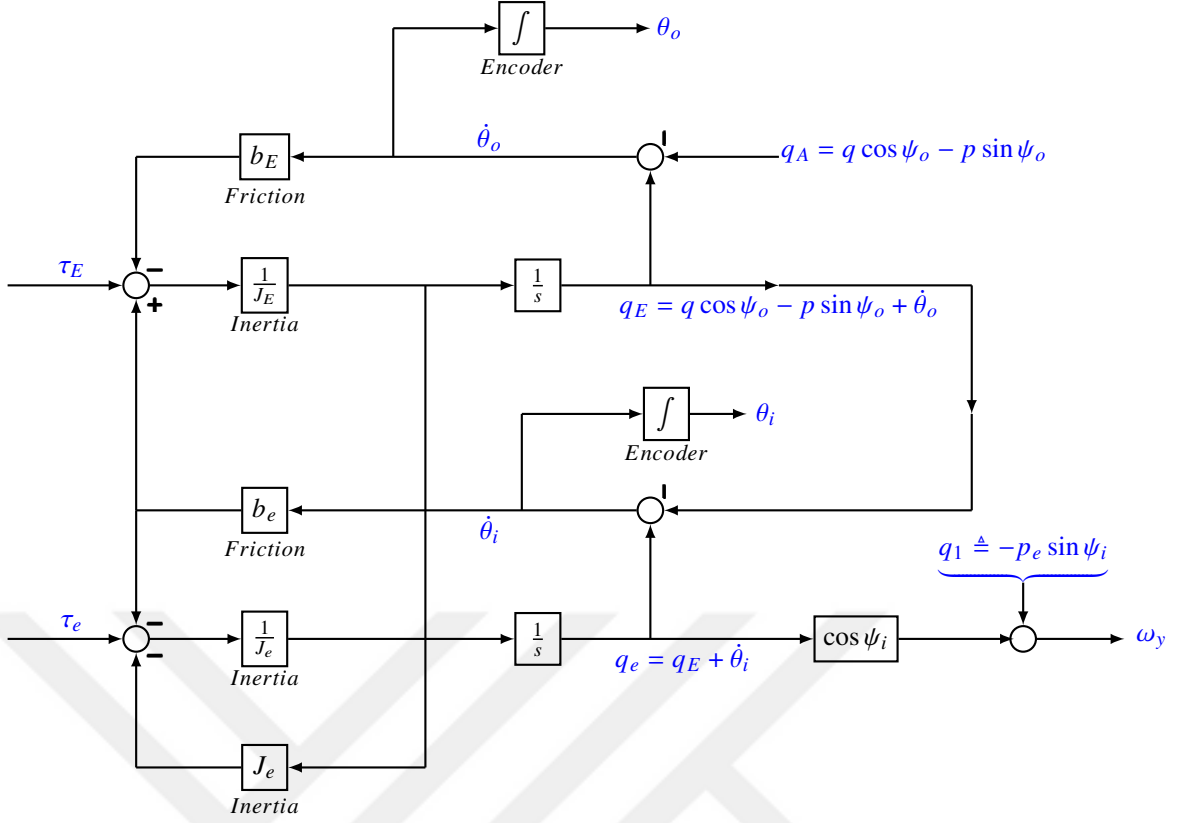 ∫
θ_o
Encoder
θ̇_o
q_A = q cos ψ_o − p sin ψ_o
b_E
Friction
τ_E
−
+
1/J_E
Inertia
1/s
q_E = q cos ψ_o − p sin ψ_o + θ̇_o
∫
θ_i
Encoder
b_e
Friction
θ̇_i
q_1 ≜ −p_e sin ψ_i
τ_e
−
−
1/J_e
Inertia
1/s
q_e = q_E + θ̇_i
cos ψ_i
ω_y
J_e
Inertia